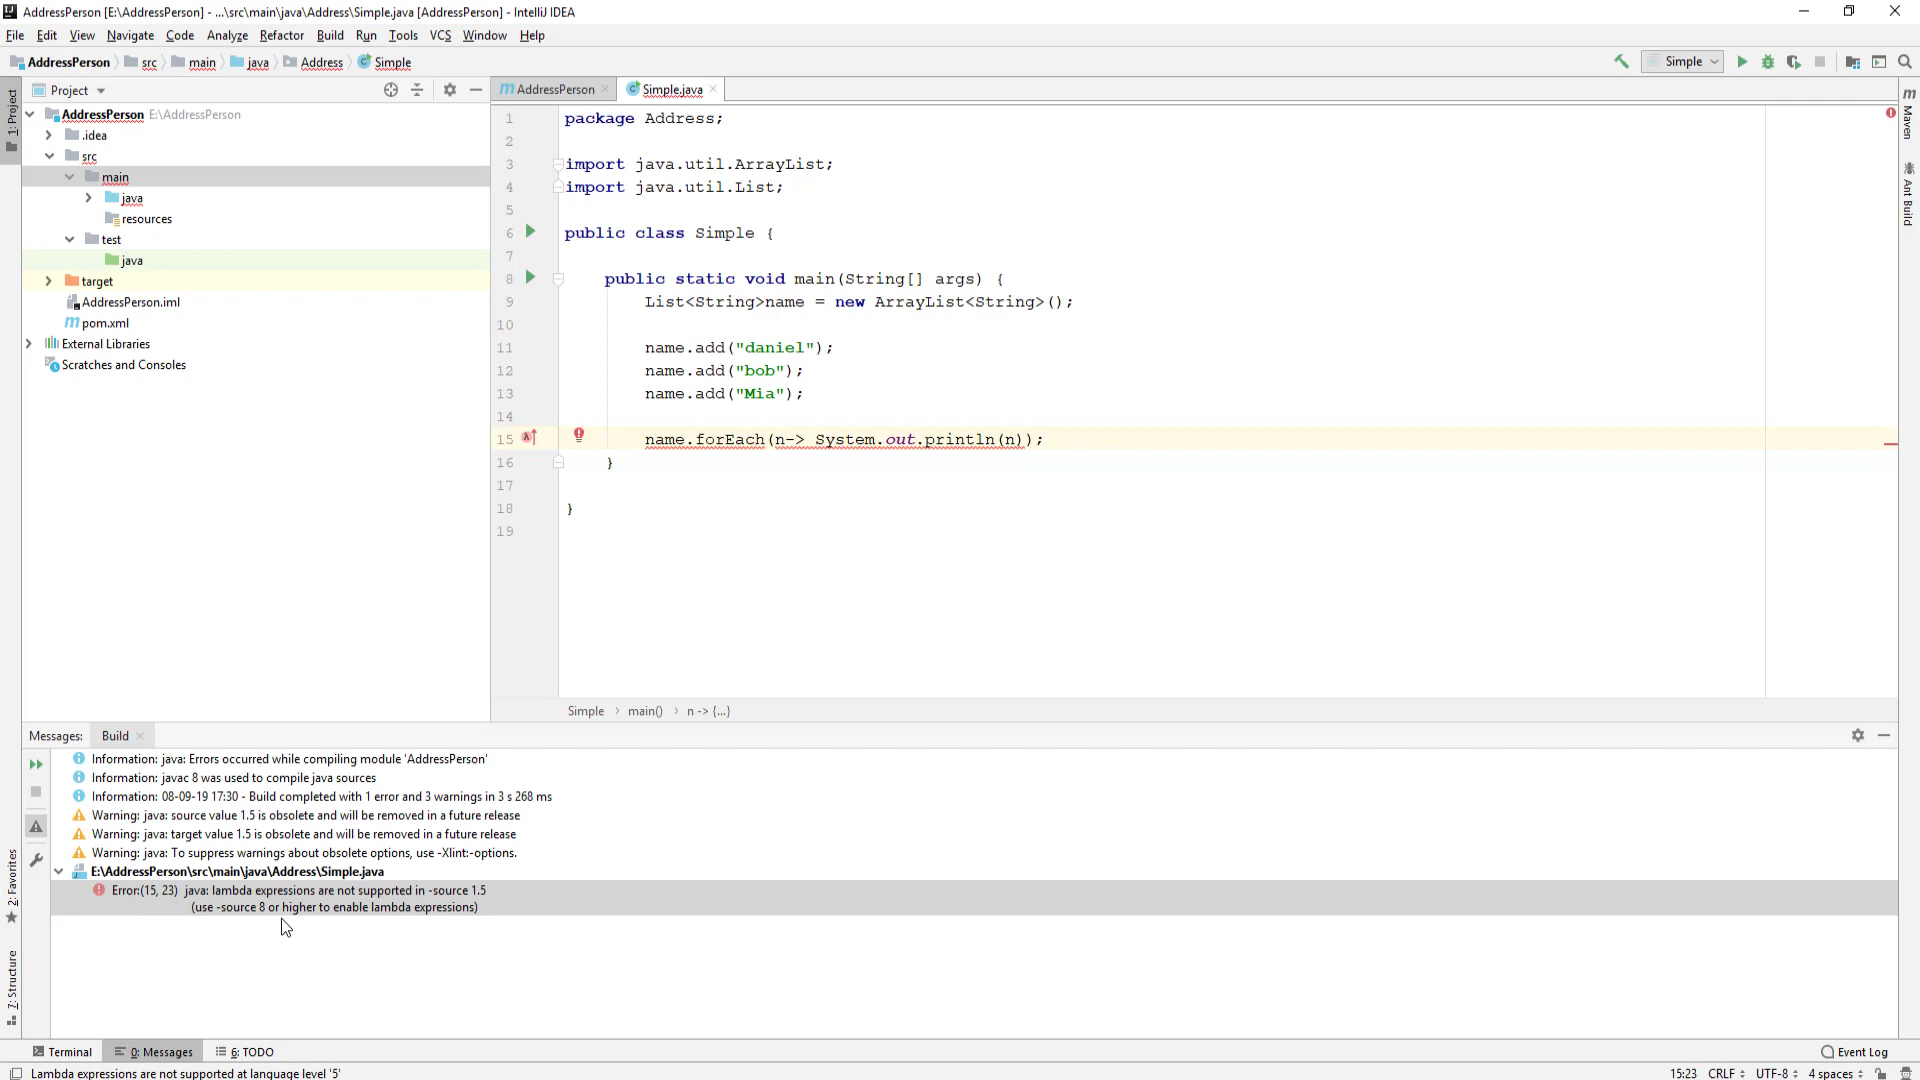 AddressPerson [E:\AddressPerson] - ...\src\main\java\Address\Simple.java [AddressPerson] - IntelliJ IDEA
File Edit View Navigate Code Analyze Refactor Build Run Tools VCS Window Help
AddressPerson src main java Address Simple
Simple
Project
AddressPerson
Simple.java
1: Project
Maven
Ant Build
AddressPerson E:\AddressPerson
.idea
src
main
java
resources
test
java
target
AddressPerson.iml
pom.xml
External Libraries
Scratches and Consoles
1 package Address;
2
3 import java.util.ArrayList;
4 import java.util.List;
5
6 public class Simple {
7
8 public static void main(String[] args) {
9 List<String>name = new ArrayList<String>();
10
11 name.add("daniel");
12 name.add("bob");
13 name.add("Mia");
14
15 name.forEach(n-> System.out.println(n));
16 }
17
18 }
19
Simple › main() › n -> {...}
Messages: Build
Information: java: Errors occurred while compiling module 'AddressPerson'
Information: javac 8 was used to compile java sources
Information: 08-09-19 17:30 - Build completed with 1 error and 3 warnings in 3 s 268 ms
Warning: java: source value 1.5 is obsolete and will be removed in a future release
Warning: java: target value 1.5 is obsolete and will be removed in a future release
Warning: java: To suppress warnings about obsolete options, use -Xlint:-options.
E:\AddressPerson\src\main\java\Address\Simple.java
Error:(15, 23) java: lambda expressions are not supported in -source 1.5
(use -source 8 or higher to enable lambda expressions)
2: Favorites
7: Structure
Terminal 0: Messages 6: TODO
Event Log
Lambda expressions are not supported at language level '5'
15:23 CRLF UTF-8 4 spaces